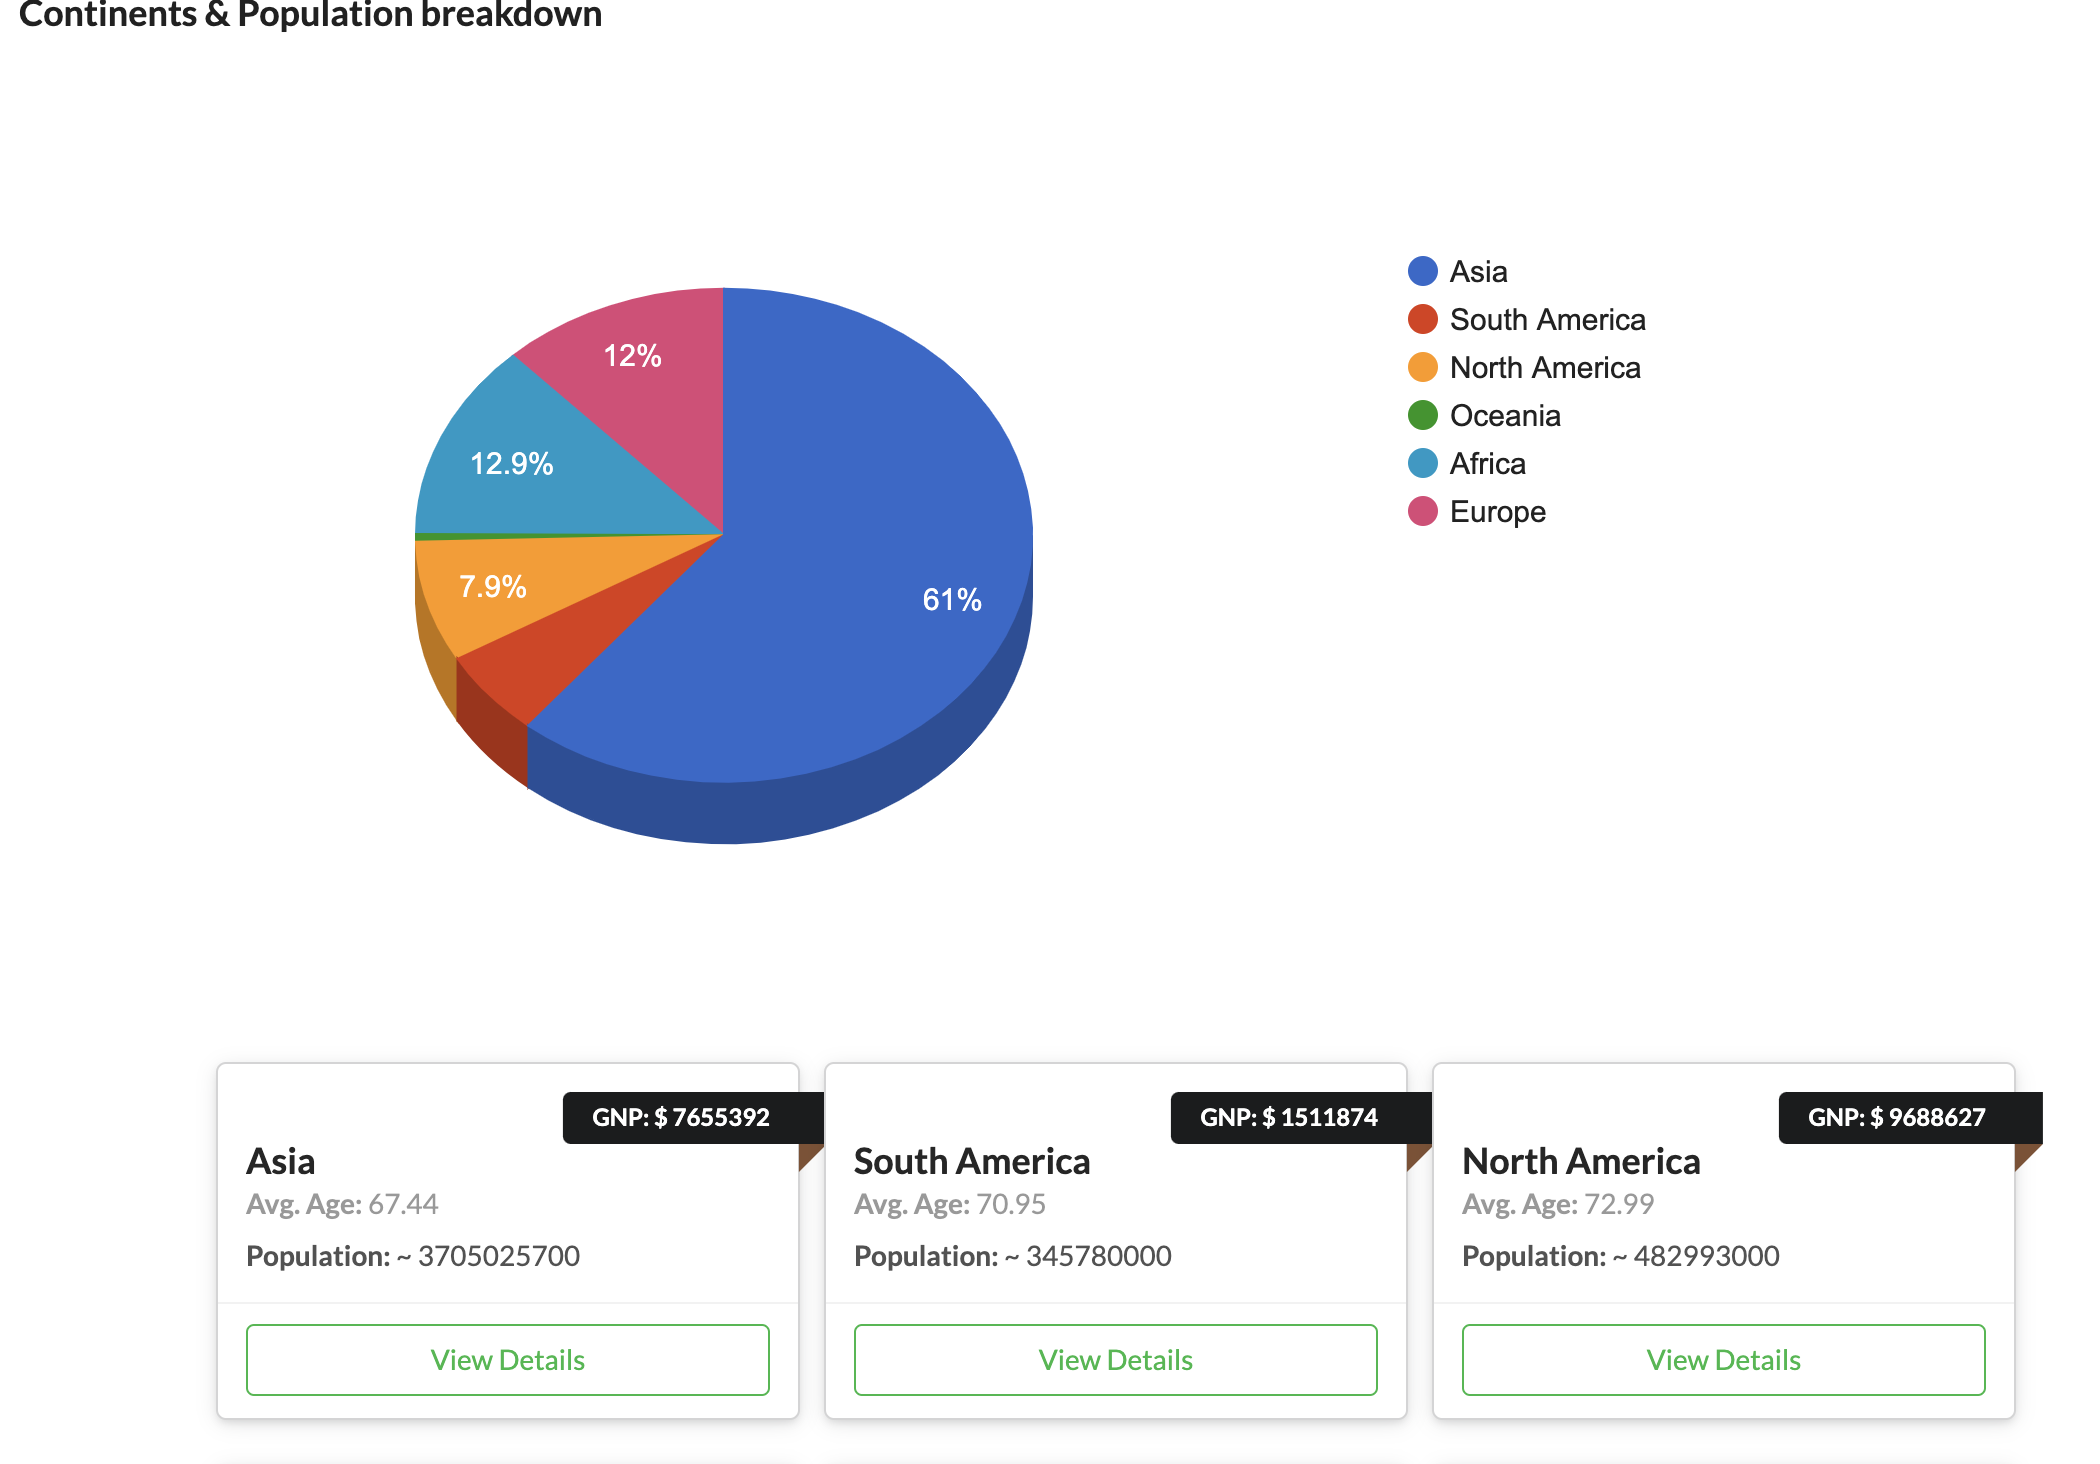 Continents & Population breakdown
12%
12.9%
7.9%
61%
Asia
South America
North America
Oceania
Africa
Europe
GNP: $ 7655392
Asia
Avg. Age: 67.44
Population: ~ 3705025700
View Details
GNP: $ 1511874
South America
Avg. Age: 70.95
Population: ~ 345780000
View Details
GNP: $ 9688627
North America
Avg. Age: 72.99
Population: ~ 482993000
View Details